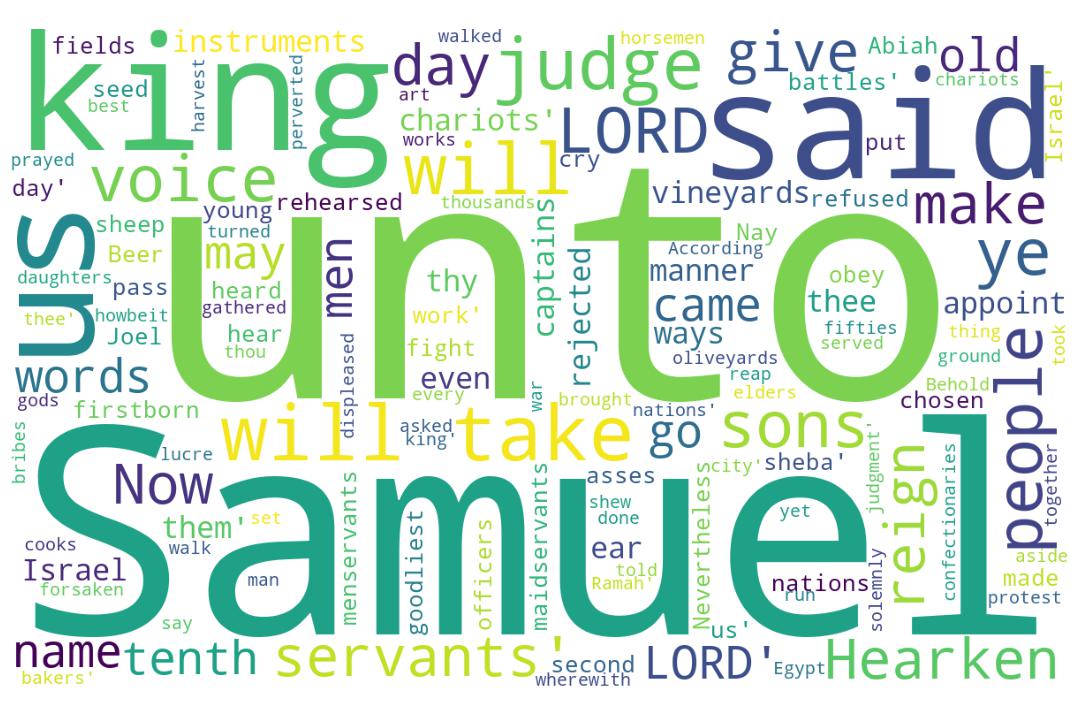 king
fields
instruments
walked
day
judge
horsemen
give
Abiah
old
battles'
chariots
Israel'
seed
best
harvest
perverted
art
chariots'
works
LORD
said
put
prayed
day'
voice
will
cry
thousands
vineyards
refused
make
us
sheep
young
rehearsed
turned
Beer
may
men
unto
captains
Nay
According
manner
ye
daughters
pass
heard
gathered
thy
rejected
obey
thee
came
appoint
thee'
howbeit
Joel
hear
thou
work'
fight
ways
fifties
served
thing
took
words
even
oliveyards
reap
ground
people
gods
firstborn
displeased
every
war
brought
elders
Behold
chosen
bribes
will
take
asked
king'
nations'
go
sons
judgment'
lucre
Now
Samuel
them'
set
menservants
goodliest
officers
maidservants
asses
city'
sheba'
Nevertheless
shew
done
yet
reign
confectionaries
together
cooks
Israel
walk
man
ear
told
Ramah'
nations
run
solemnly
aside
made
forsaken
protest
say
us'
name
tenth
servants'
second
wherewith
LORD'
Egypt
Hearken
bakers'